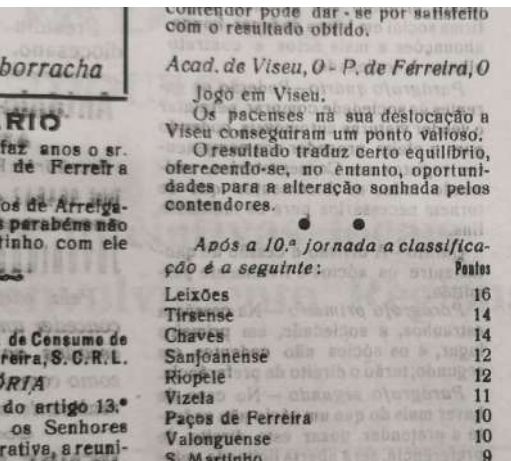 borracha
RIO
faz anos o sr.
de Ferreira
os de Arreiga-
s parabéns não
tinho com ele
de Consumo de
reira, S. C. R. L.
ÓRIA
do artigo 13.º
os Senhores
rativa, a reuni-
contendor pode dar-se por satisfeito
com o resultado obtido.
Acad. de Viseu, 0 - P. de Ferreira, 0
Jogo em Viseu.
Os pacenses na sua deslocação a
Viseu conseguiram um ponto valioso.
O resultado traduz certo equilíbrio,
oferecendo-se, no entanto, oportuni-
dades para a alteração sonhada pelos
contendores.
Após a 10.ª jornada a classifica-
ção é a seguinte: Pontos
Leixões 16
Tirsense 14
Chaves 14
Sanjoanense 12
Riopele 12
Vizela 11
Paços de Ferreira 10
Valonguense 10
S. Martinho 9